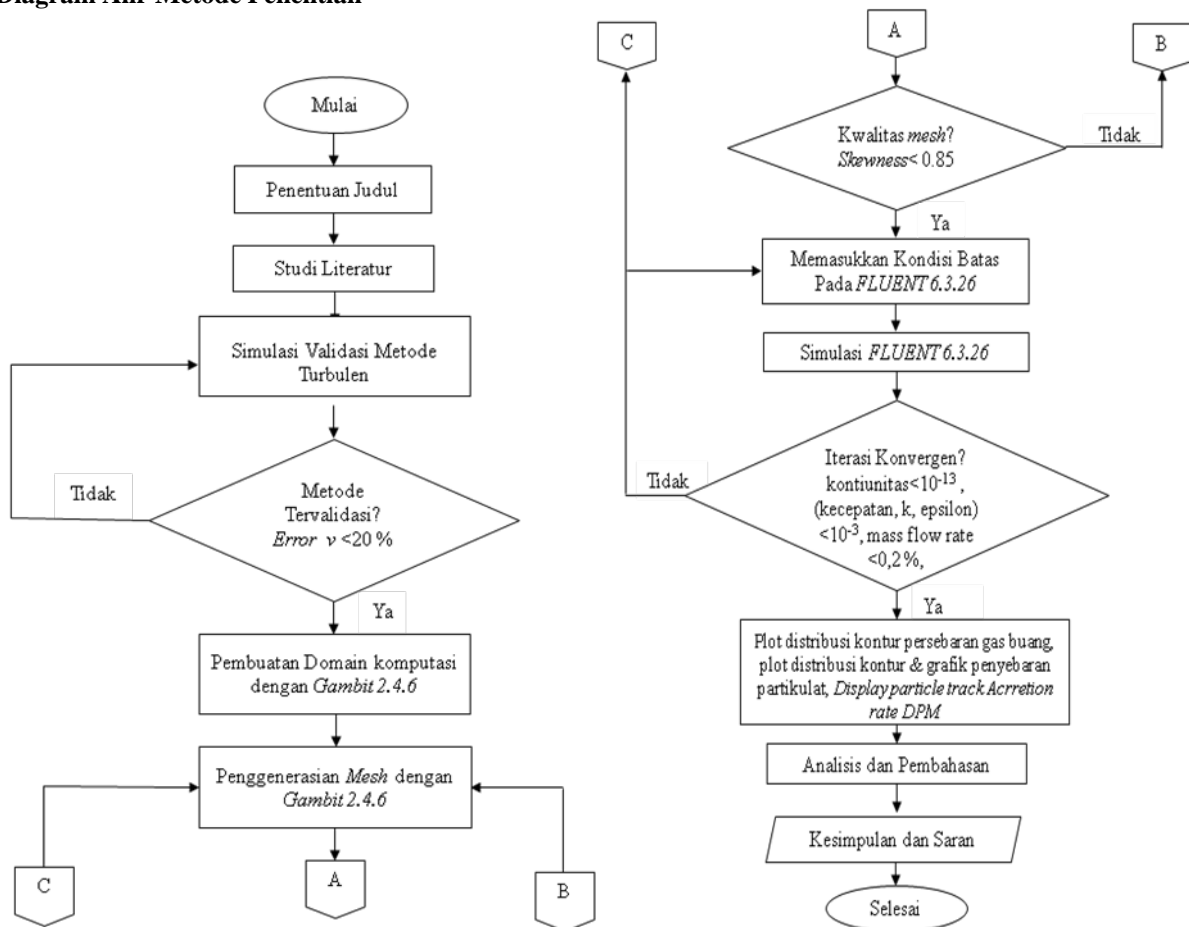 Mulai
Penentuan Judul
Studi Literatur
Simulasi Validasi Metode
Turbulen
Tidak
Metode
Tervalidasi?
Error v <20 %
Ya
Pembuatan Domain komputasi
dengan Gambit 2.4.6
Penggenerasian Mesh dengan
Gambit 2.4.6
C
A
B
C
A
B
Kwalitas mesh?
Skewness< 0.85
Tidak
Ya
Memasukkan Kondisi Batas
Pada FLUENT 6.3.26
Simulasi FLUENT 6.3.26
Tidak
Iterasi Konvergen?
kontiunitas<10⁻¹³ ,
(kecepatan, k, epsilon)
<10⁻³, mass flow rate
<0,2%,
Ya
Plot distribusi kontur persebaran gas buang,
plot distribusi kontur & grafik penyebaran
partikulat, Display particle track Acrretion
rate DPM
Analisis dan Pembahasan
Kesimpulan dan Saran
Selesai